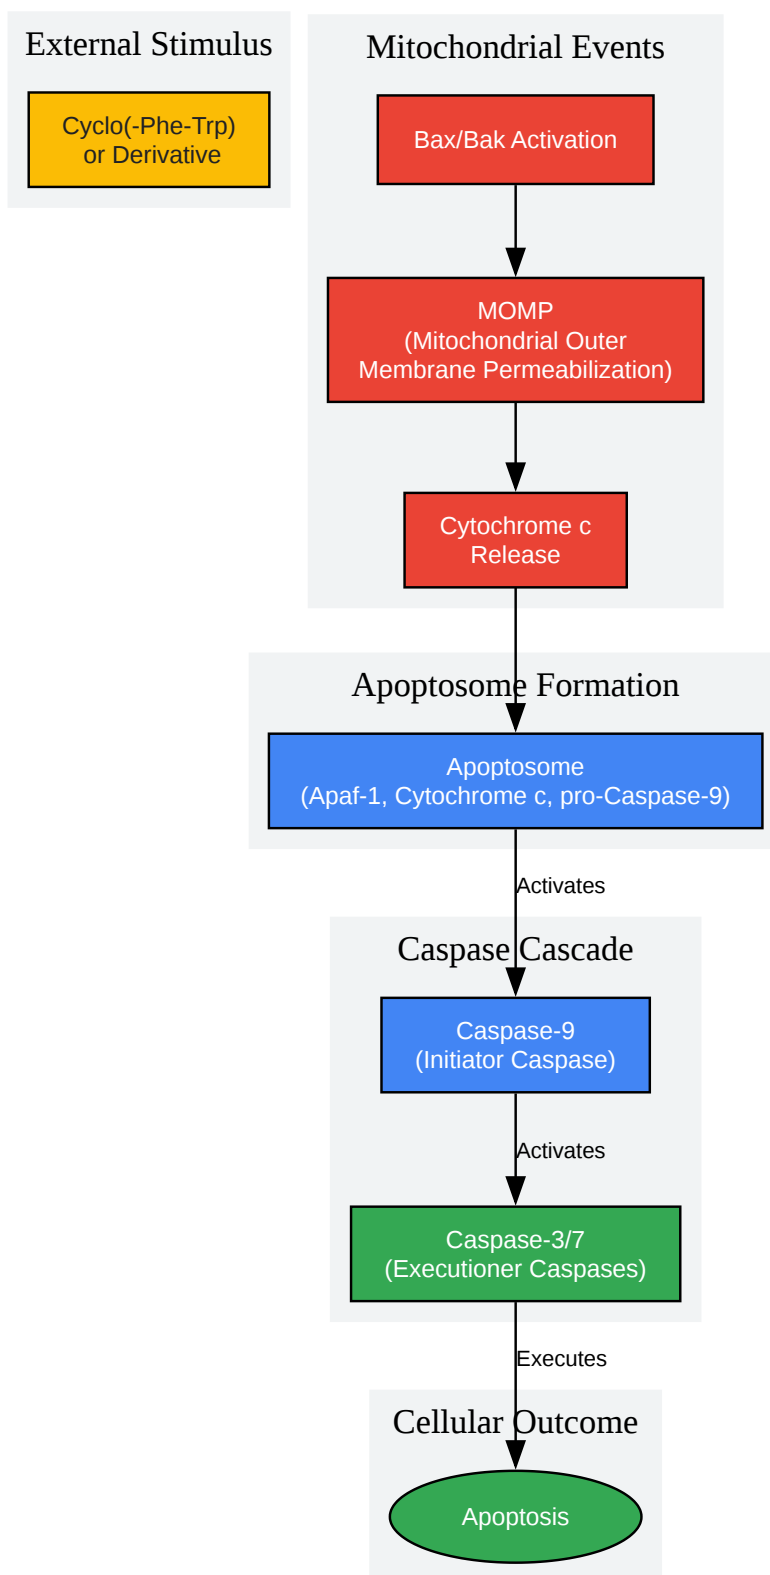 External Stimulus
Cyclo(-Phe-Trp)
or Derivative
Mitochondrial Events
Bax/Bak Activation
MOMP
(Mitochondrial Outer
Membrane Permeabilization)
Cytochrome c
Release
Apoptosome Formation
Apoptosome
(Apaf-1, Cytochrome c, pro-Caspase-9)
Activates
Caspase Cascade
Caspase-9
(Initiator Caspase)
Activates
Caspase-3/7
(Executioner Caspases)
Executes
Cellular Outcome
Apoptosis